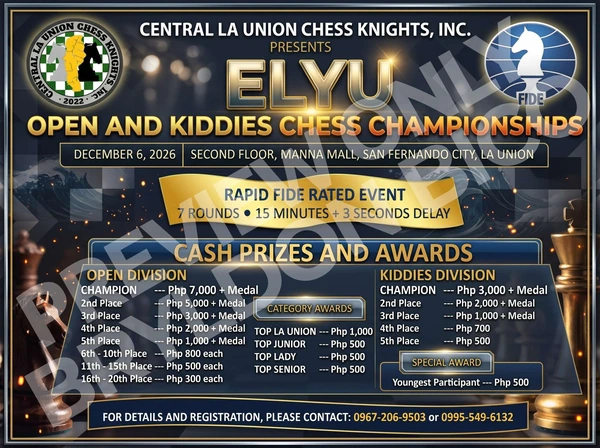 CENTRAL LA UNION CHESS KNIGHTS, INC.
PRESENTS
CENTRAL LA UNION CHESS KNIGHTS, INC
· 2022 ·
FIDE
ELYU
OPEN AND KIDDIES CHESS CHAMPIONSHIPS
DECEMBER 6, 2026 | SECOND FLOOR, MANNA MALL, SAN FERNANDO CITY, LA UNION
RAPID FIDE RATED EVENT
7 ROUNDS • 15 MINUTES + 3 SECONDS DELAY
CASH PRIZES AND AWARDS
OPEN DIVISION
CHAMPION --- Php 7,000 + Medal
2nd Place --- Php 5,000 + Medal
3rd Place --- Php 3,000 + Medal
4th Place --- Php 2,000 + Medal
5th Place --- Php 1,000 + Medal
6th - 10th Place --- Php 800 each
11th - 15th Place --- Php 500 each
16th - 20th Place --- Php 300 each
CATEGORY AWARDS
TOP LA UNION --- Php 1,000
TOP JUNIOR --- Php 500
TOP LADY --- Php 500
TOP SENIOR --- Php 500
KIDDIES DIVISION
CHAMPION --- Php 3,000 + Medal
2nd Place --- Php 2,000 + Medal
3rd Place --- Php 1,000 + Medal
4th Place --- Php 700
5th Place --- Php 500
SPECIAL AWARD
Youngest Participant --- Php 500
FOR DETAILS AND REGISTRATION, PLEASE CONTACT: 0967-206-9503 or 0995-549-6132
PREVIEW ONLY